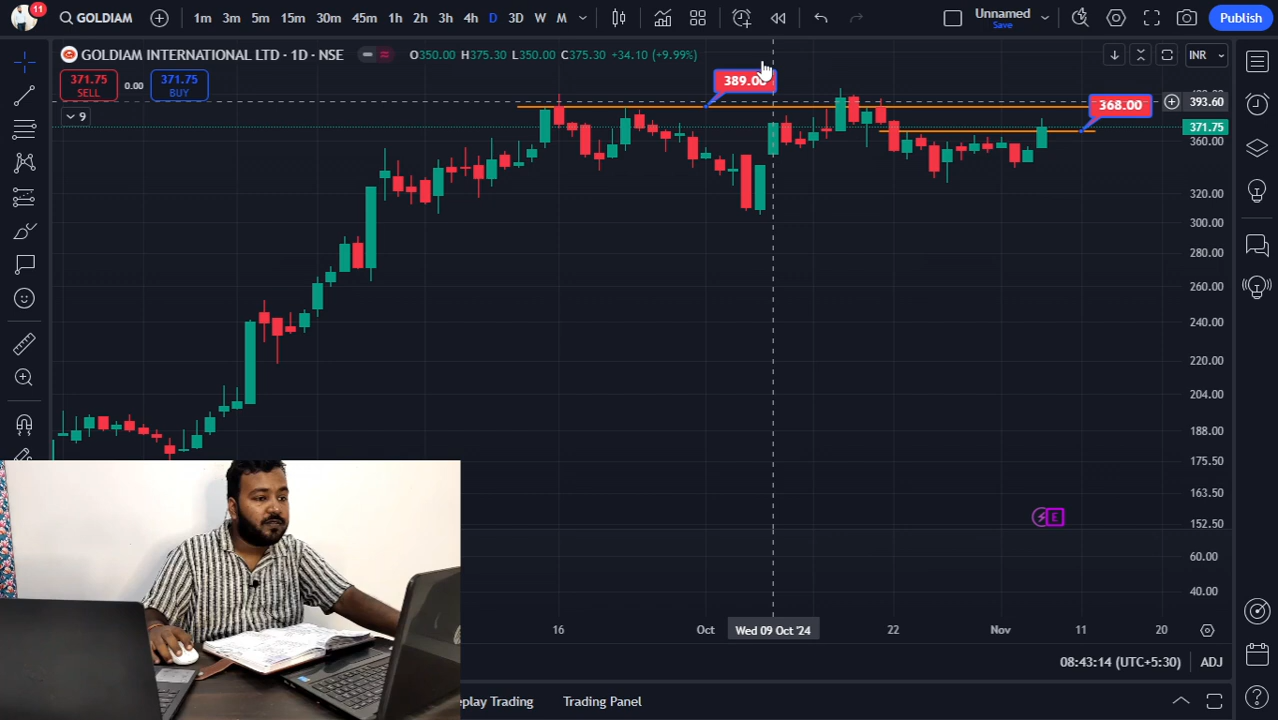 11
GOLDIAM
1m 3m 5m 15m 30m 45m 1h 2h 3h 4h D 3D W M
Unnamed
Save
Publish
GOLDIAM INTERNATIONAL LTD · 1D · NSE
O350.00 H375.30 L350.00 C375.30 +34.10 (+9.99%)
INR
371.75
SELL
0.00
371.75
BUY
9
389.00
368.00
393.60
371.75
360.00
320.00
300.00
280.00
260.00
240.00
220.00
204.00
188.00
175.50
163.50
152.50
60.00
40.00
E
16
Oct
Wed 09 Oct '24
22
Nov
11
20
08:43:14 (UTC+5:30)
ADJ
eplay Trading
Trading Panel